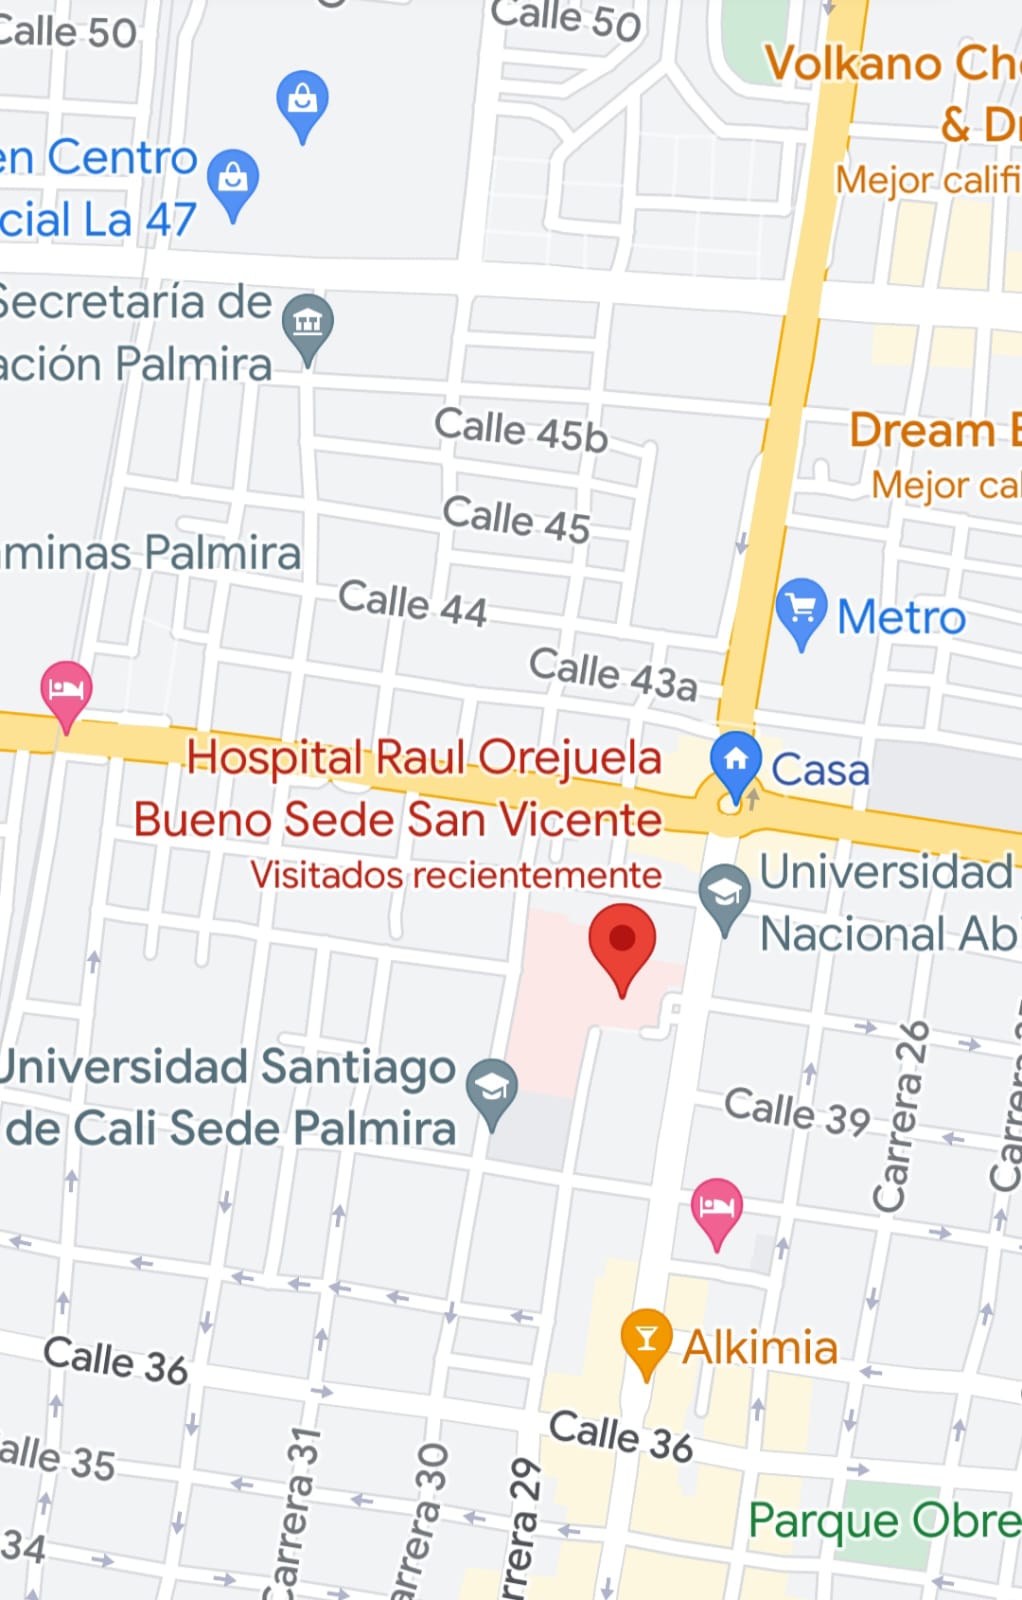 Calle 50
Calle 50
Volkano Ch
& D
Mejor califi
en Centro
cial La 47
Secretaría de
ación Palmira
Calle 45b
Dream
Mejor cal
Calle 45
minas Palmira
Calle 44
Metro
Calle 43a
Hospital Raul Orejuela
Bueno Sede San Vicente
Visitados recientemente
Casa
Universidad
Nacional Ab
Universidad Santiago
de Cali Sede Palmira
Calle 39
Carrera 26
Carrera
Alkimia
Calle 36
Calle 36
alle 35
Carrera 31
arrera 30
rrera 29
Parque Obre
34